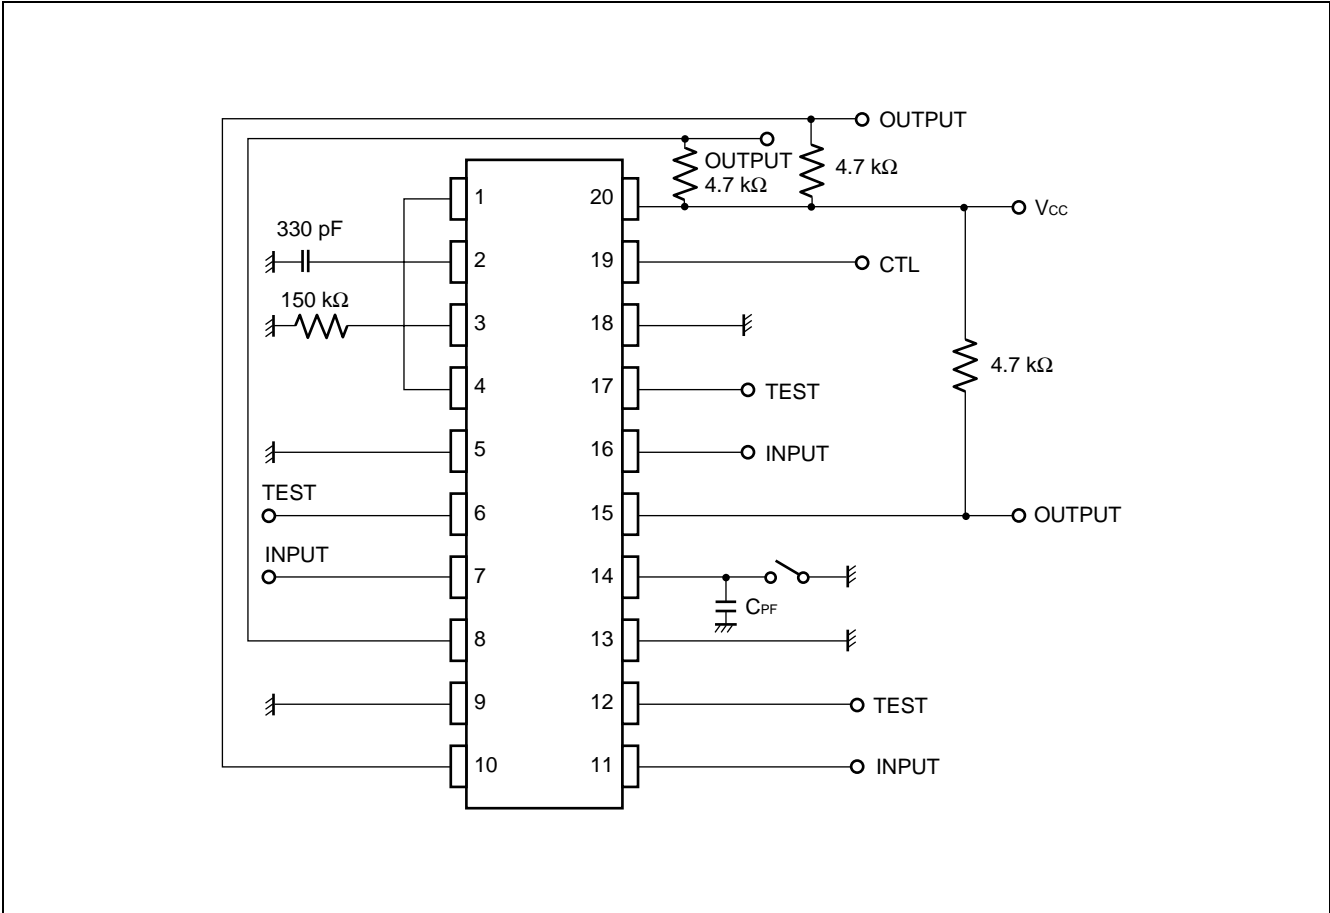 OUTPUT
OUTPUT
4.7 kΩ
4.7 kΩ
1
20
VCC
330 pF
2
19
CTL
150 kΩ
3
18
4
17
TEST
4.7 kΩ
5
16
INPUT
TEST
6
15
OUTPUT
INPUT
7
14
CPF
8
13
9
12
TEST
10
11
INPUT